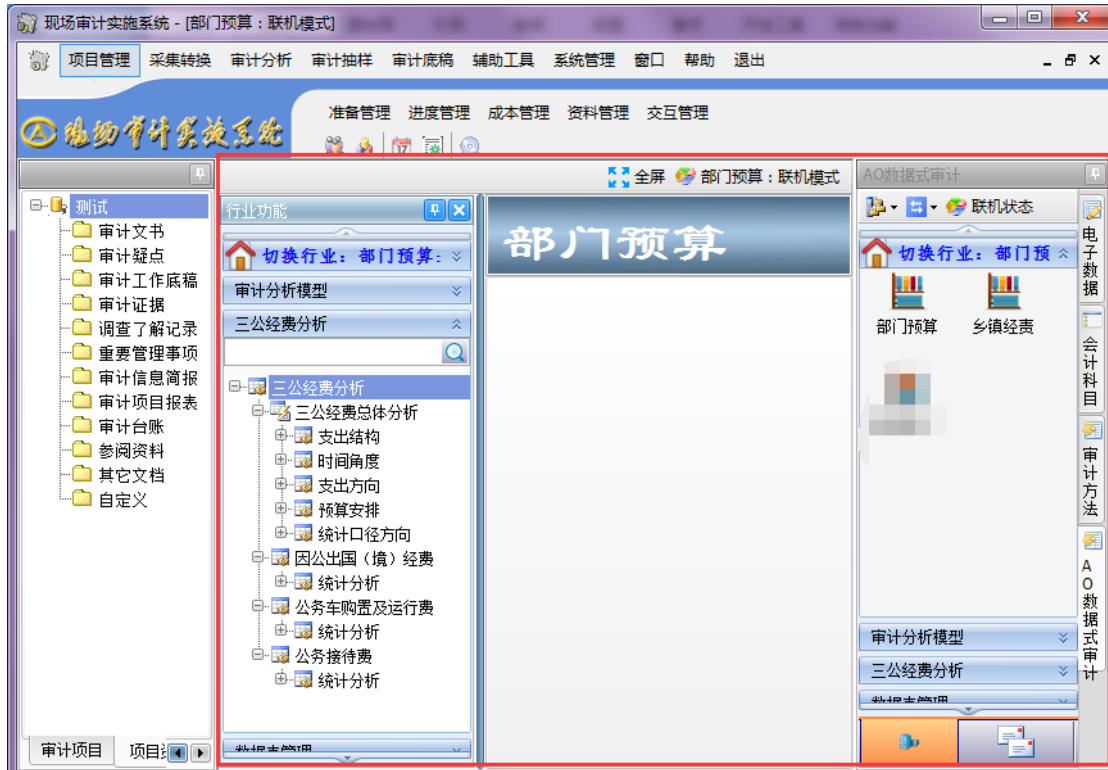 现场审计实施系统 - [部门预算：联机模式]
项目管理 采集转换 审计分析 审计抽样 审计底稿 辅助工具 系统管理 窗口 帮助 退出
现场审计实施系统
准备管理 进度管理 成本管理 资料管理 交互管理
测试
审计文书
审计疑点
审计工作底稿
审计证据
调查了解记录
重要管理事项
审计信息简报
审计项目报表
审计台账
参阅资料
其它文档
自定义
审计项目
全屏 部门预算：联机模式
行业功能
切换行业：部门预算:
审计分析模型
三公经费分析
三公经费分析
三公经费总体分析
支出结构
时间角度
支出方向
预算安排
统计口径方向
因公出国（境）经费
统计分析
公务车购置及运行费
统计分析
公务接待费
统计分析
数据表管理
部门预算
AO数据式审计
联机状态
切换行业：部门预
部门预算 乡镇经责
审计分析模型
三公经费分析
数据表管理
电子数据
会计科目
审计方法
AO数据式审计